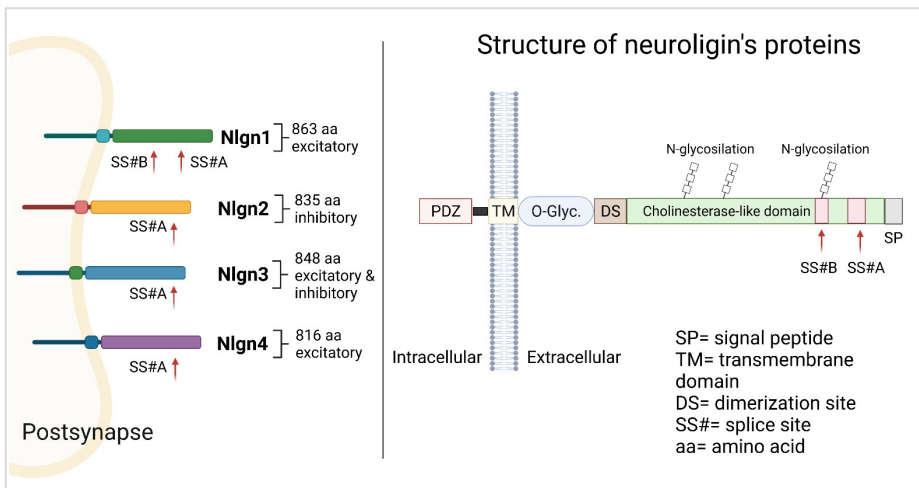 Structure of neuroligin's proteins
Nlgn1
863 aa
excitatory
SS#B
SS#A
Nlgn2
835 aa
inhibitory
SS#A
Nlgn3
848 aa
excitatory &
inhibitory
SS#A
Nlgn4
816 aa
excitatory
SS#A
Postsynapse
N-glycosilation
N-glycosilation
PDZ
TM
O-Glyc.
DS
Cholinesterase-like domain
SP
SS#B
SS#A
Intracellular
Extracellular
SP= signal peptide
TM= transmembrane
domain
DS= dimerization site
SS#= splice site
aa= amino acid